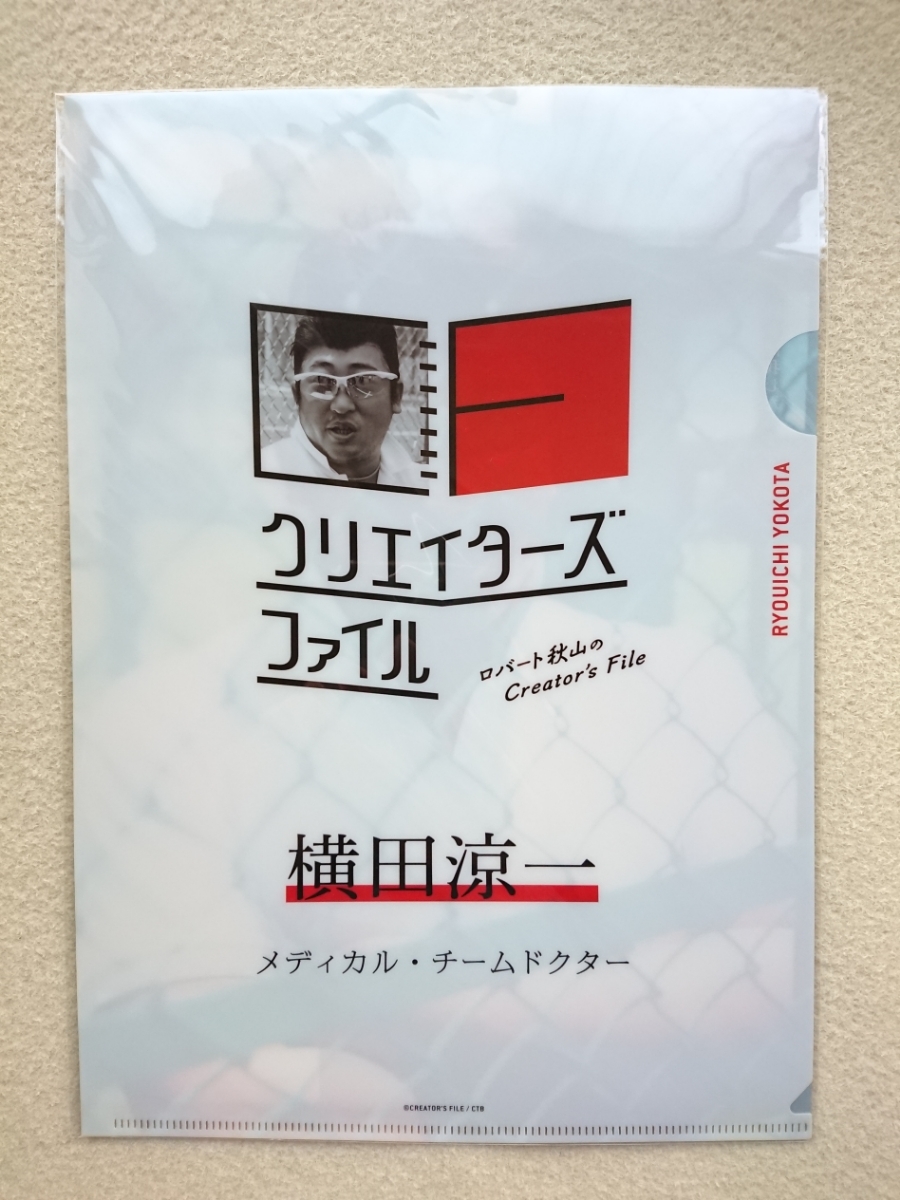 クリエイターズ
ファイル
ロバート秋山の
Creator's File
RYOUICHI YOKOTA
横田涼一
メディカル・チームドクター
©CREATOR'S FILE / CTB